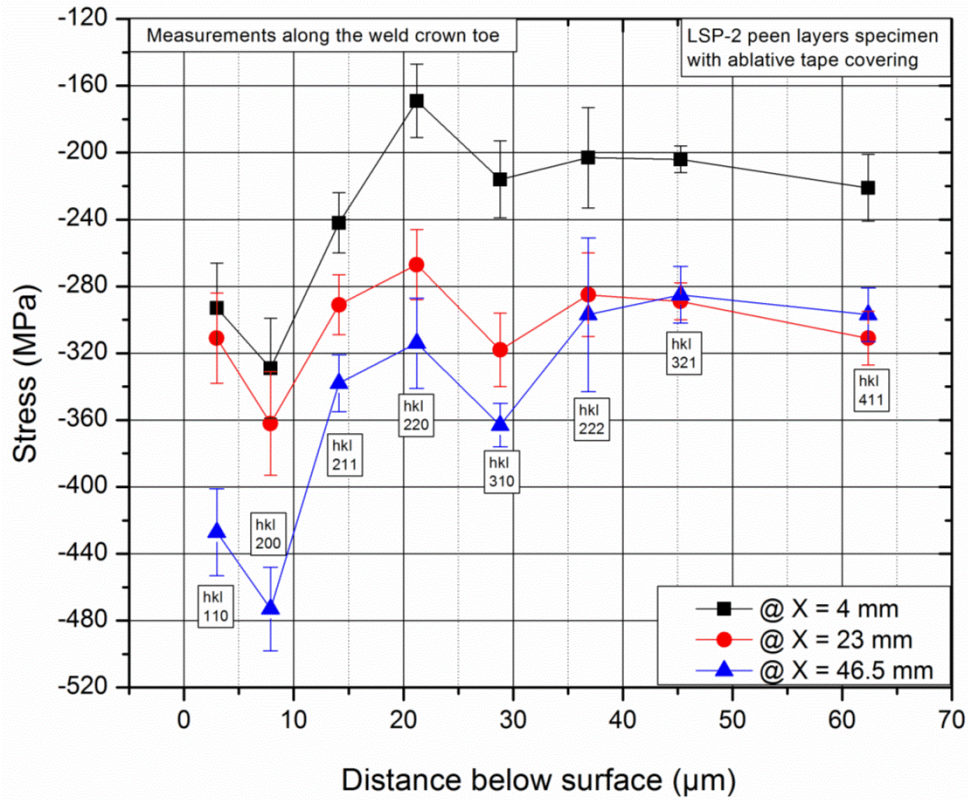 Measurements along the weld crown toe
LSP-2 peen layers specimen
with ablative tape covering
-120
-160
-200
-240
-280
-320
-360
-400
-440
-480
-520
Stress (MPa)
hkl
110
hkl
200
hkl
211
hkl
220
hkl
310
hkl
222
hkl
321
hkl
411
@ X = 4 mm
@ X = 23 mm
@ X = 46.5 mm
0 10 20 30 40 50 60 70
Distance below surface (µm)